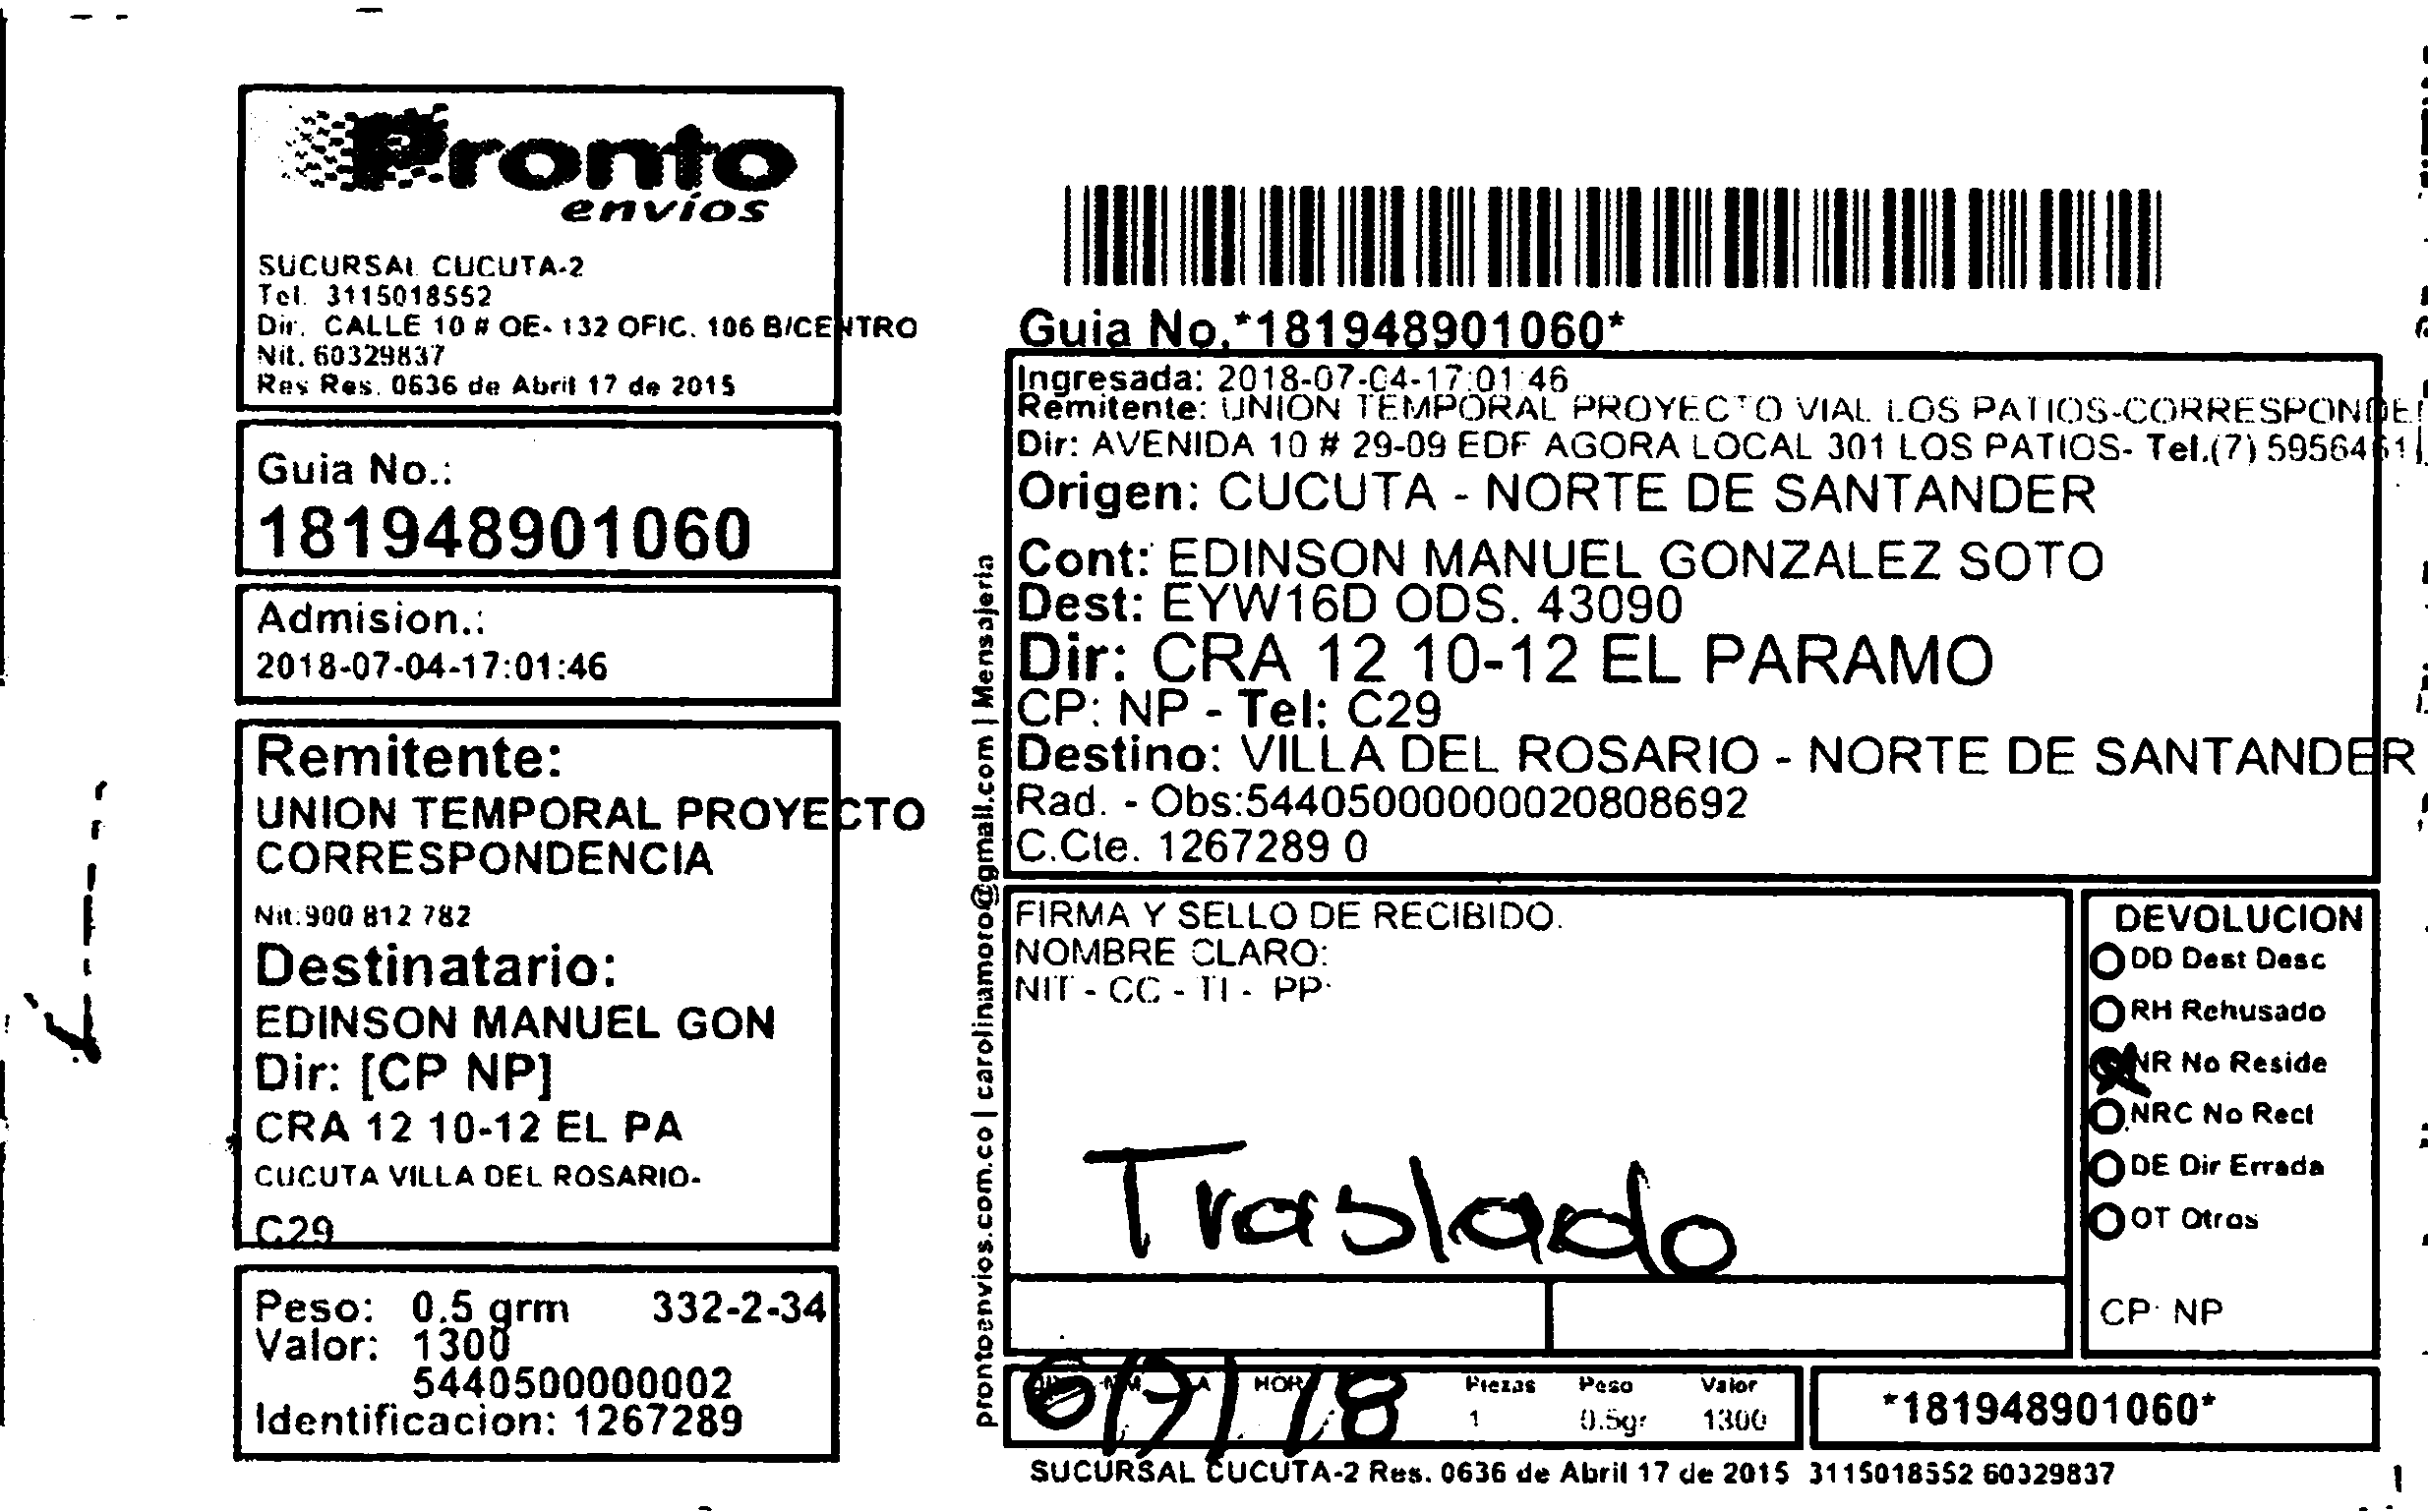 Pronto
envíos
SUCURSAL CUCUTA-2
Tel. 3115018552
Dir. CALLE 10 # OE- 132 OFIC. 106 B/CENTRO
Nit. 60329837
Res Res. 0636 de Abril 17 de 2015
Guia No.:
181948901060
Admision.:
2018-07-04-17:01:46
Remitente:
UNION TEMPORAL PROYECTO
CORRESPONDENCIA
Nit:900 812 782
Destinatario:
EDINSON MANUEL GON
Dir: [CP NP]
CRA 12 10-12 EL PA
CUCUTA VILLA DEL ROSARIO-
C29
Peso: 0.5 grm 332-2-34
Valor: 1300
5440500000002
Identificacion: 1267289
prontoenvios.com.co | carolinamoro@gmail.com | Mensajeria
Guia No.*181948901060*
Ingresada: 2018-07-04-17:01:46
Remitente: UNION TEMPORAL PROYECTO VIAL LOS PATIOS-CORRESPONDE
Dir: AVENIDA 10 # 29-09 EDF AGORA LOCAL 301 LOS PATIOS- Tel.(7) 5956461
Origen: CUCUTA - NORTE DE SANTANDER
Cont: EDINSON MANUEL GONZALEZ SOTO
Dest: EYW16D ODS. 43090
Dir: CRA 12 10-12 EL PARAMO
CP: NP - Tel: C29
Destino: VILLA DEL ROSARIO - NORTE DE SANTANDER
Rad. - Obs:544050000000020808692
C.Cte. 1267289 0
FIRMA Y SELLO DE RECIBIDO.
NOMBRE CLARO:
NIT - CC - TI - PP
Traslado
DEVOLUCION
DD Dest Desc
RH Rehusado
NR No Reside
NRC No Recl
DE Dir Errada
OT Otros
CP: NP
A HOR Piezas Peso Valor
6/7/18 1 0.5gr 1300
*181948901060*
SUCURSAL CUCUTA-2 Res. 0636 de Abril 17 de 2015 3115018552 60329837